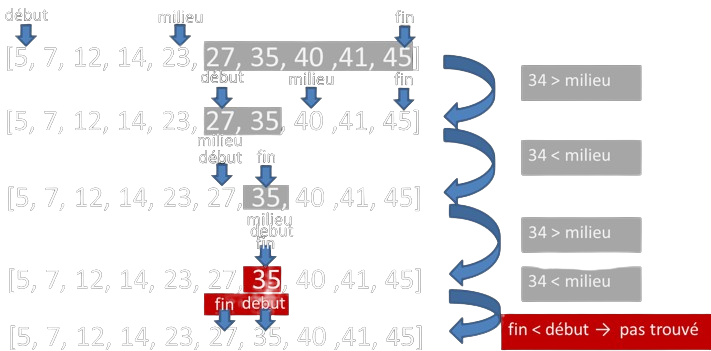 début milieu fin
[5, 7, 12, 14, 23, 27, 35, 40 ,41, 45]
34 > milieu
début milieu fin
[5, 7, 12, 14, 23, 27, 35, 40 ,41, 45]
34 < milieu
milieu
début fin
[5, 7, 12, 14, 23, 27, 35, 40 ,41, 45]
34 > milieu
milieu
début
fin
[5, 7, 12, 14, 23, 27, 35, 40 ,41, 45]
34 < milieu
fin début
[5, 7, 12, 14, 23, 27, 35, 40 ,41, 45]
fin < début → pas trouvé